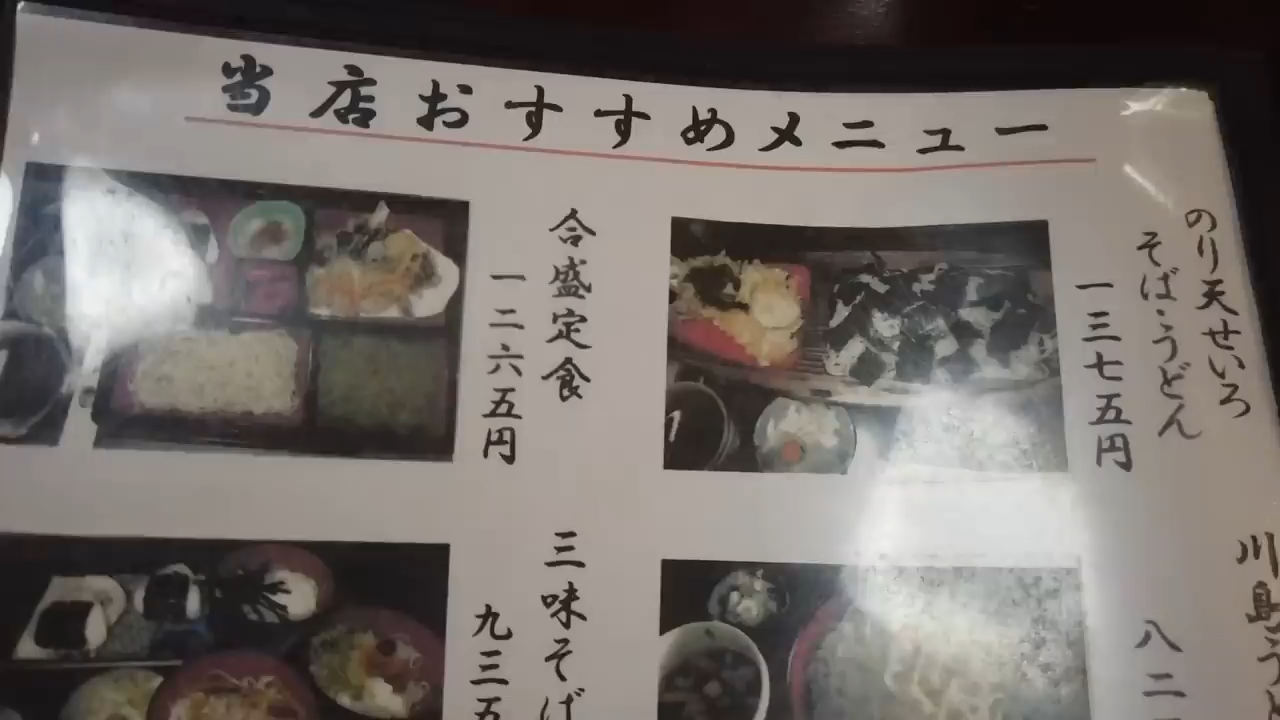 当店おすすめメニュー
のり天せいろ
そば・うどん
一三七五円
合盛定食
一二六五円
川島うど
八二
三味そば
九三五